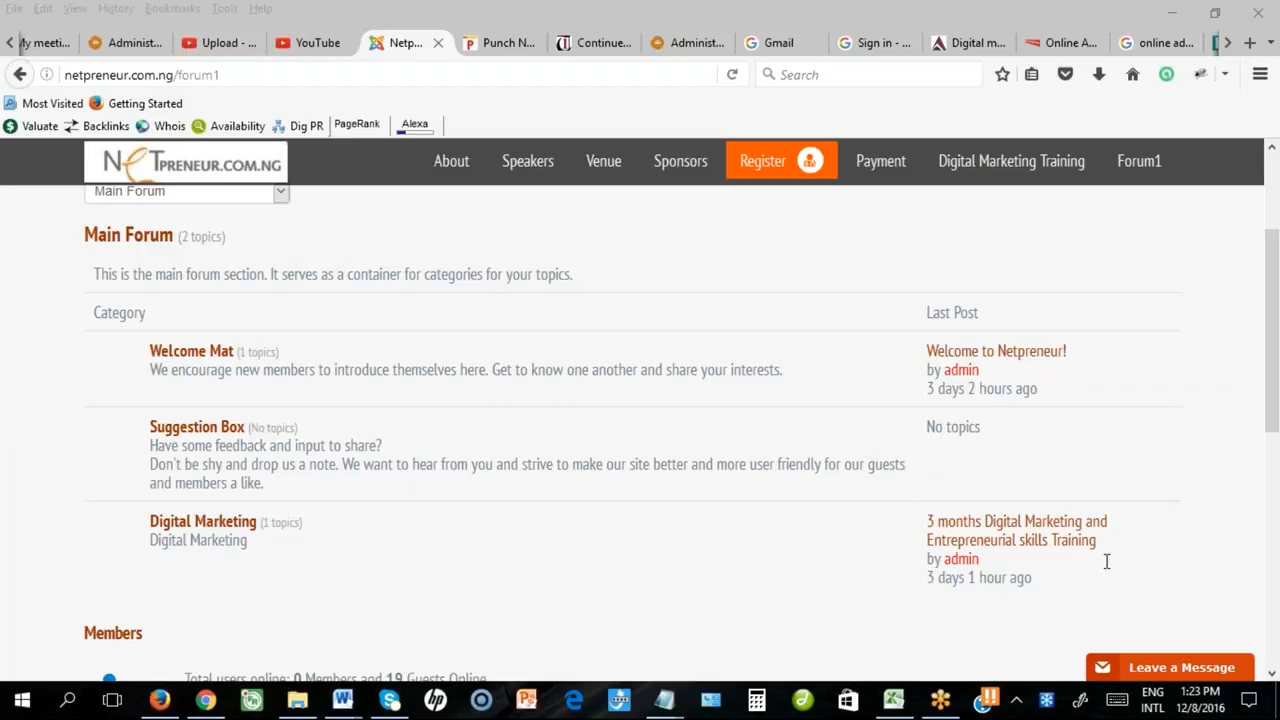 File Edit View History Bookmarks Tools Help
My meeti...
Administ...
Upload - ...
YouTube
Netp...
Punch N...
Continue...
Administ...
Gmail
Sign in - ...
Digital m...
Online A...
online ad...
netpreneur.com.ng/forum1
Search
Most Visited Getting Started
Valuate Backlinks Whois Availability Dig PR PageRank Alexa
NETPRENEUR.COM.NG
About Speakers Venue Sponsors Register Payment Digital Marketing Training Forum1
Main Forum
Main Forum (2 topics)
This is the main forum section. It serves as a container for categories for your topics.
Category Last Post
Welcome Mat (1 topics)
We encourage new members to introduce themselves here. Get to know one another and share your interests.
Welcome to Netpreneur!
by admin
3 days 2 hours ago
Suggestion Box (No topics)
Have some feedback and input to share?
Don't be shy and drop us a note. We want to hear from you and strive to make our site better and more user friendly for our guests
and members a like.
No topics
Digital Marketing (1 topics)
Digital Marketing
3 months Digital Marketing and
Entrepreneurial skills Training
by admin
3 days 1 hour ago
Members
Total users online: 0 Members and 19 Guests Online
Leave a Message
ENG
INTL
1:23 PM
12/8/2016